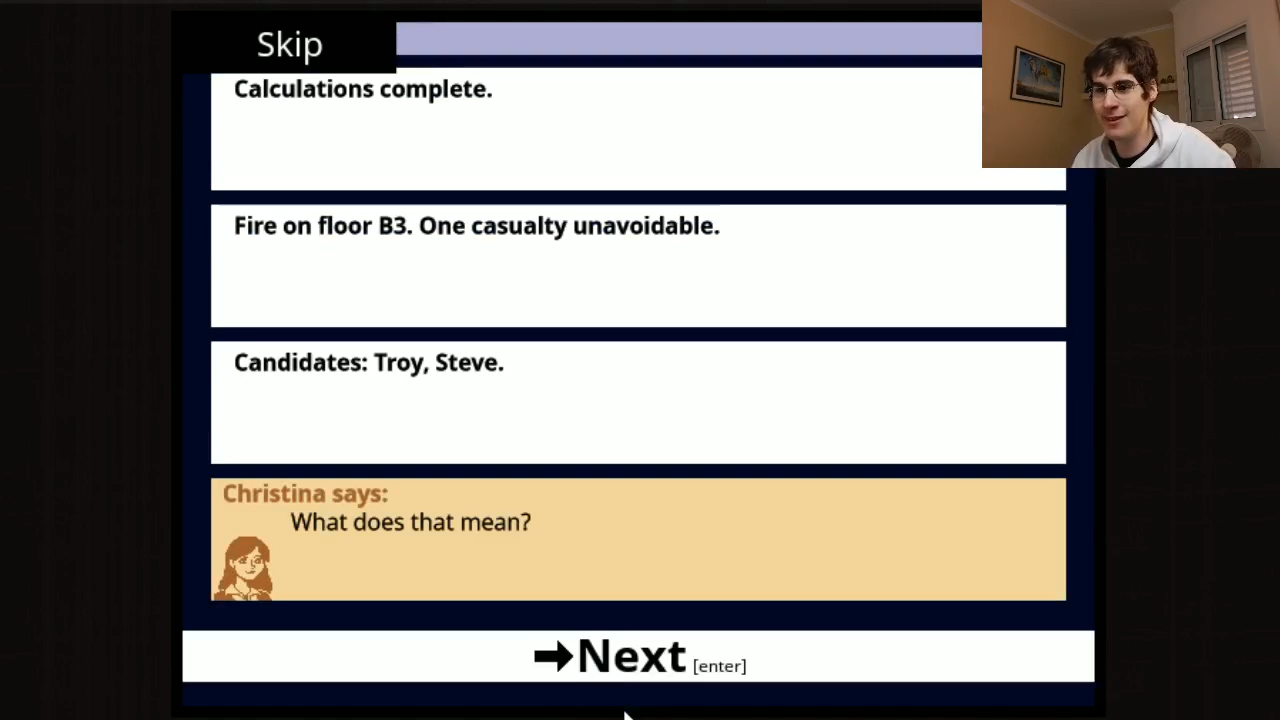 Skip
Calculations complete.
Fire on floor B3. One casualty unavoidable.
Candidates: Troy, Steve.
Christina says:
What does that mean?
➡Next [enter]